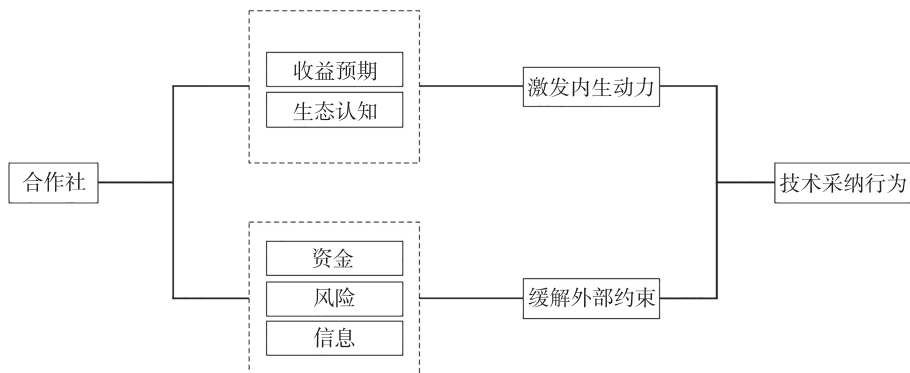 合作社
收益预期
生态认知
激发内生动力
资金
风险
信息
缓解外部约束
技术采纳行为